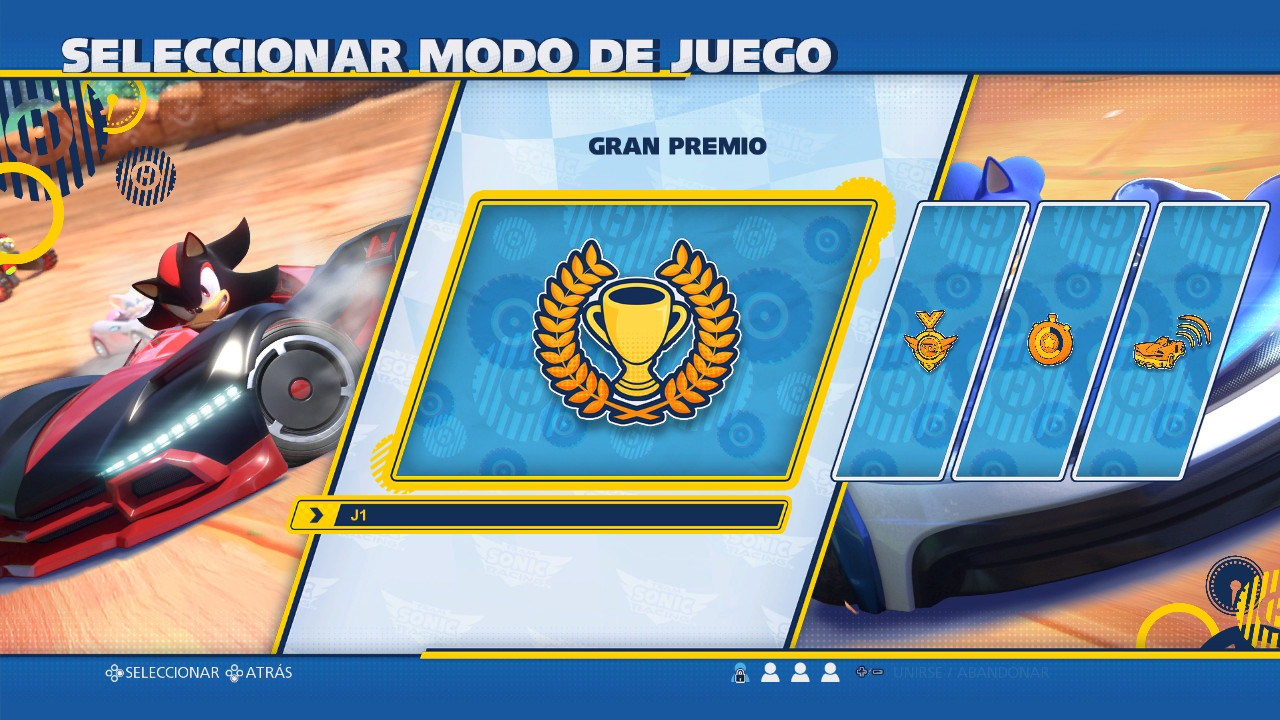 SELECCIONAR MODO DE JUEGO
GRAN PREMIO
J1
SELECCIONAR ATRÁS
UNIRSE / ABANDONAR